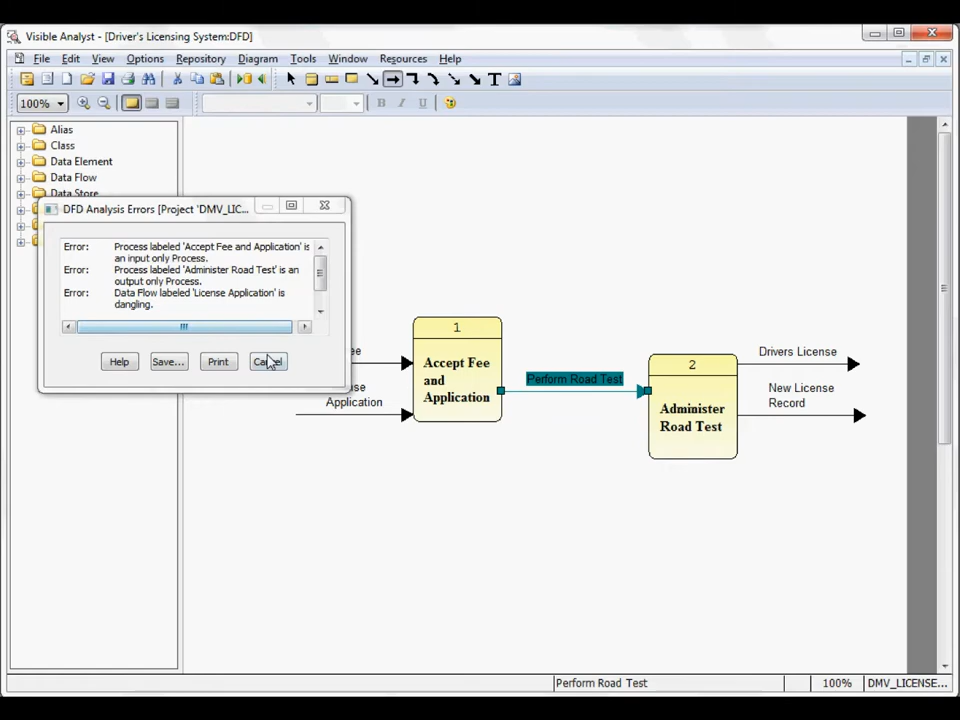 Visible Analyst - [Driver's Licensing System:DFD]
File Edit View Options Repository Diagram Tools Window Resources Help
100%
B I U
Alias
Class
Data Element
Data Flow
Data Store
DFD Analysis Errors [Project 'DMV_LIC...
Error: Process labeled 'Accept Fee and Application' is
an input only Process.
Error: Process labeled 'Administer Road Test' is an
output only Process.
Error: Data Flow labeled 'License Application' is
dangling.
Help Save... Print Cancel
1
Accept Fee
and
Application
Application
Perform Road Test
2
Administer
Road Test
Drivers License
New License
Record
Perform Road Test 100% DMV_LICENSE...